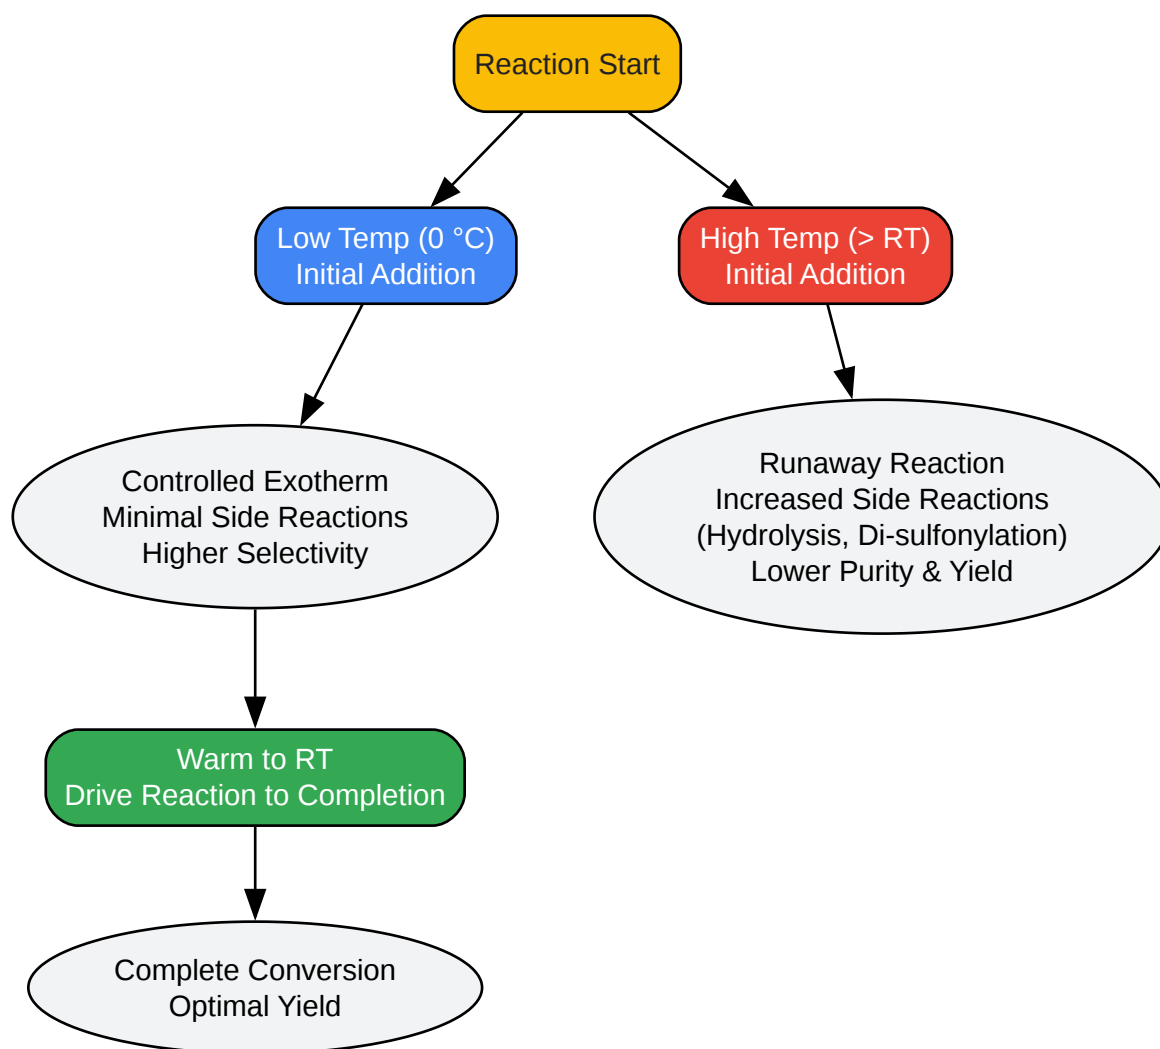 Reaction Start
Low Temp (0 °C)
Initial Addition
High Temp (> RT)
Initial Addition
Controlled Exotherm
Minimal Side Reactions
Higher Selectivity
Runaway Reaction
Increased Side Reactions
(Hydrolysis, Di-sulfonylation)
Lower Purity & Yield
Warm to RT
Drive Reaction to Completion
Complete Conversion
Optimal Yield